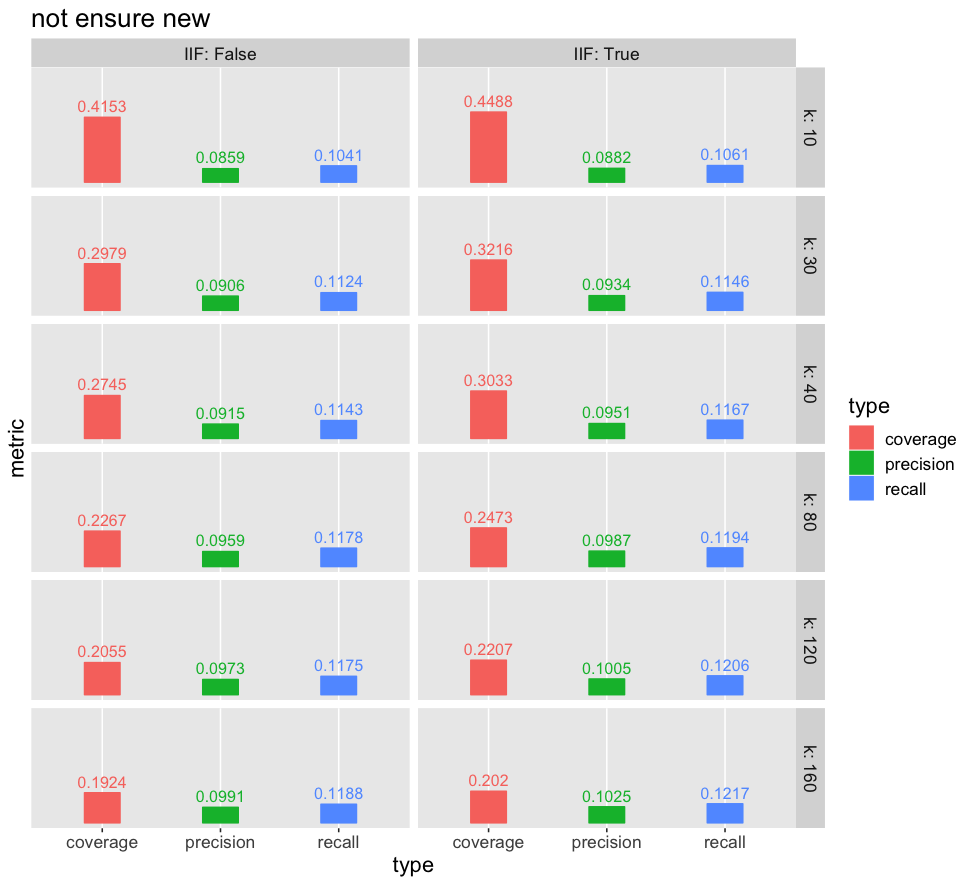 not ensure new
IIF: False
IIF: True
0.4153
0.0859
0.1041
0.4488
0.0882
0.1061
k: 10
0.2979
0.0906
0.1124
0.3216
0.0934
0.1146
k: 30
0.2745
0.0915
0.1143
0.3033
0.0951
0.1167
k: 40
0.2267
0.0959
0.1178
0.2473
0.0987
0.1194
k: 80
0.2055
0.0973
0.1175
0.2207
0.1005
0.1206
k: 120
0.1924
0.0991
0.1188
0.202
0.1025
0.1217
k: 160
coverage
precision
recall
coverage
precision
recall
type
metric
type
coverage
precision
recall